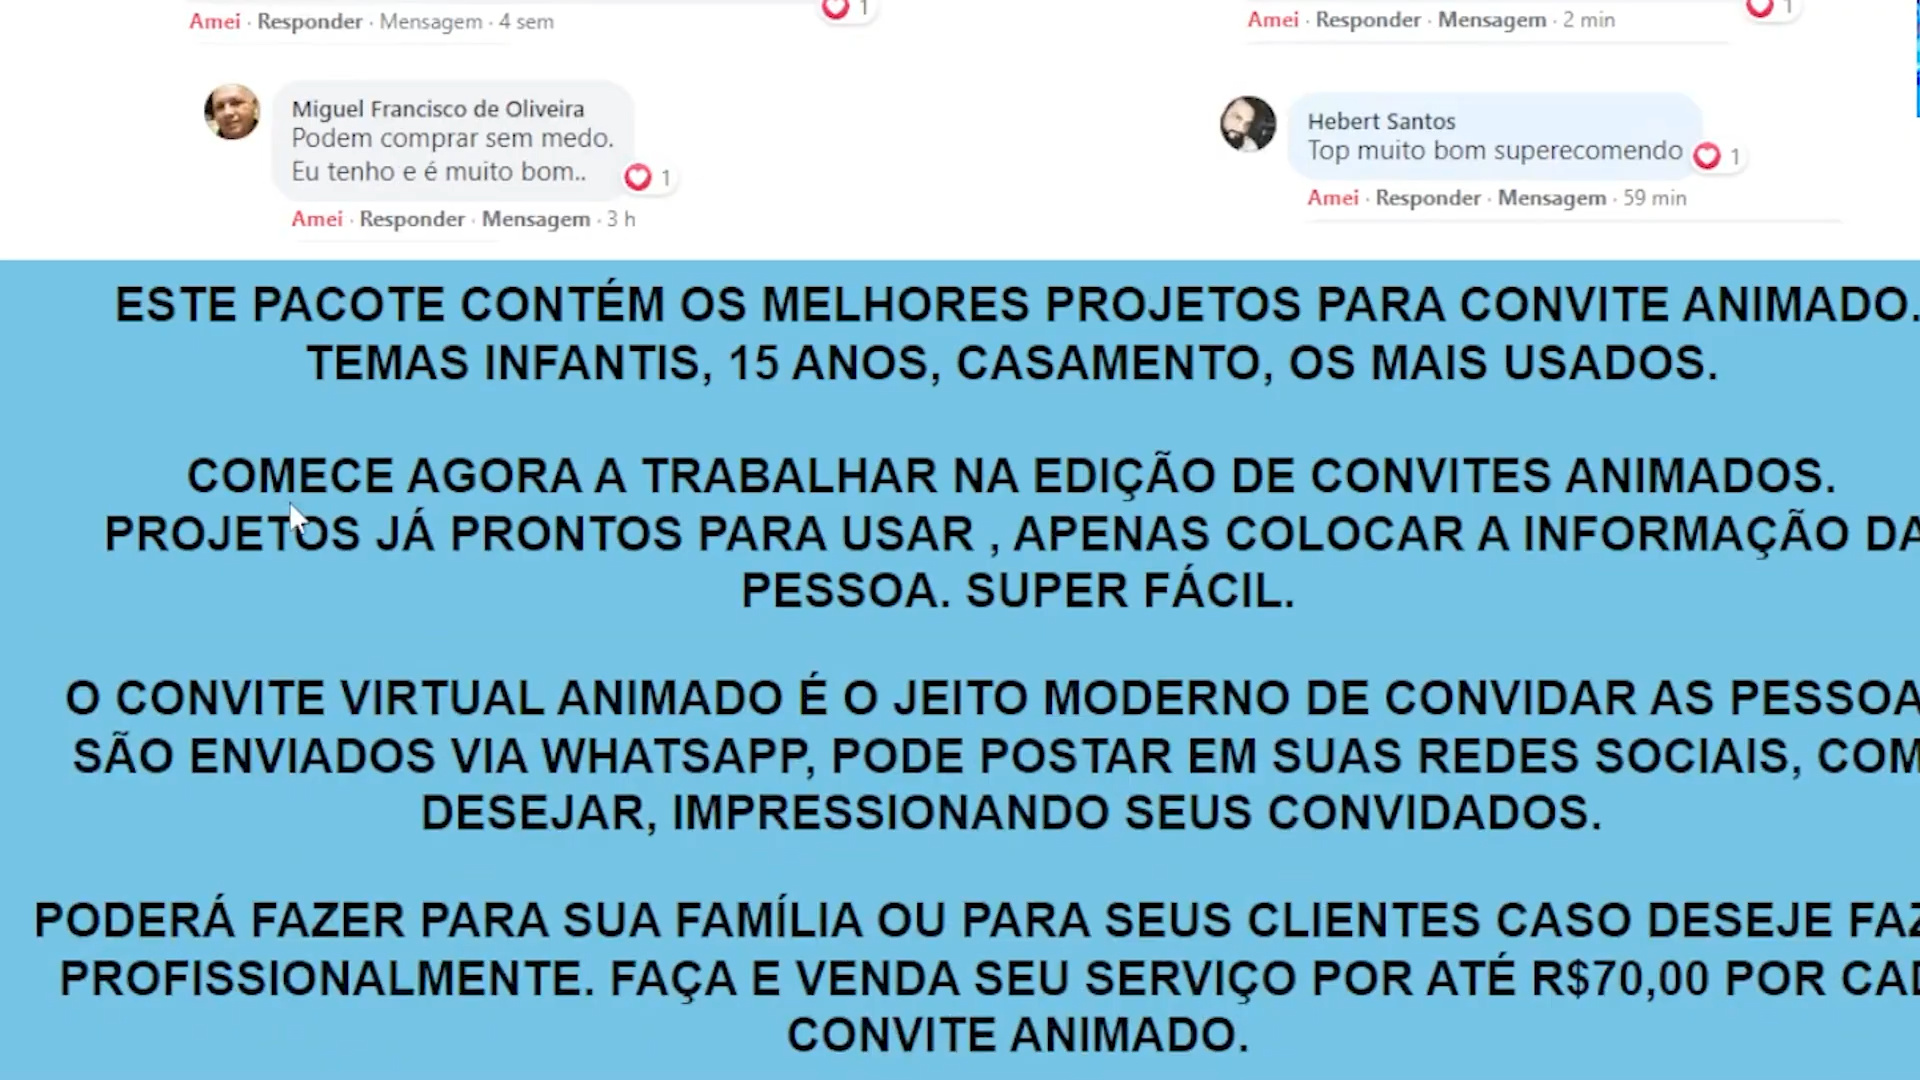 Amei · Responder · Mensagem · 4 sem
1
Miguel Francisco de Oliveira
Podem comprar sem medo.
Eu tenho e é muito bom..
1
Amei · Responder · Mensagem · 3 h
Amei · Responder · Mensagem · 2 min
1
Hebert Santos
Top muito bom superecomendo
1
Amei · Responder · Mensagem · 59 min
ESTE PACOTE CONTÉM OS MELHORES PROJETOS PARA CONVITE ANIMADO.
TEMAS INFANTIS, 15 ANOS, CASAMENTO, OS MAIS USADOS.
COMECE AGORA A TRABALHAR NA EDIÇÃO DE CONVITES ANIMADOS.
PROJETOS JÁ PRONTOS PARA USAR , APENAS COLOCAR A INFORMAÇÃO DA
PESSOA. SUPER FÁCIL.
O CONVITE VIRTUAL ANIMADO É O JEITO MODERNO DE CONVIDAR AS PESSOA
SÃO ENVIADOS VIA WHATSAPP, PODE POSTAR EM SUAS REDES SOCIAIS, COM
DESEJAR, IMPRESSIONANDO SEUS CONVIDADOS.
PODERÁ FAZER PARA SUA FAMÍLIA OU PARA SEUS CLIENTES CASO DESEJE FAZ
PROFISSIONALMENTE. FAÇA E VENDA SEU SERVIÇO POR ATÉ R$70,00 POR CAD
CONVITE ANIMADO.